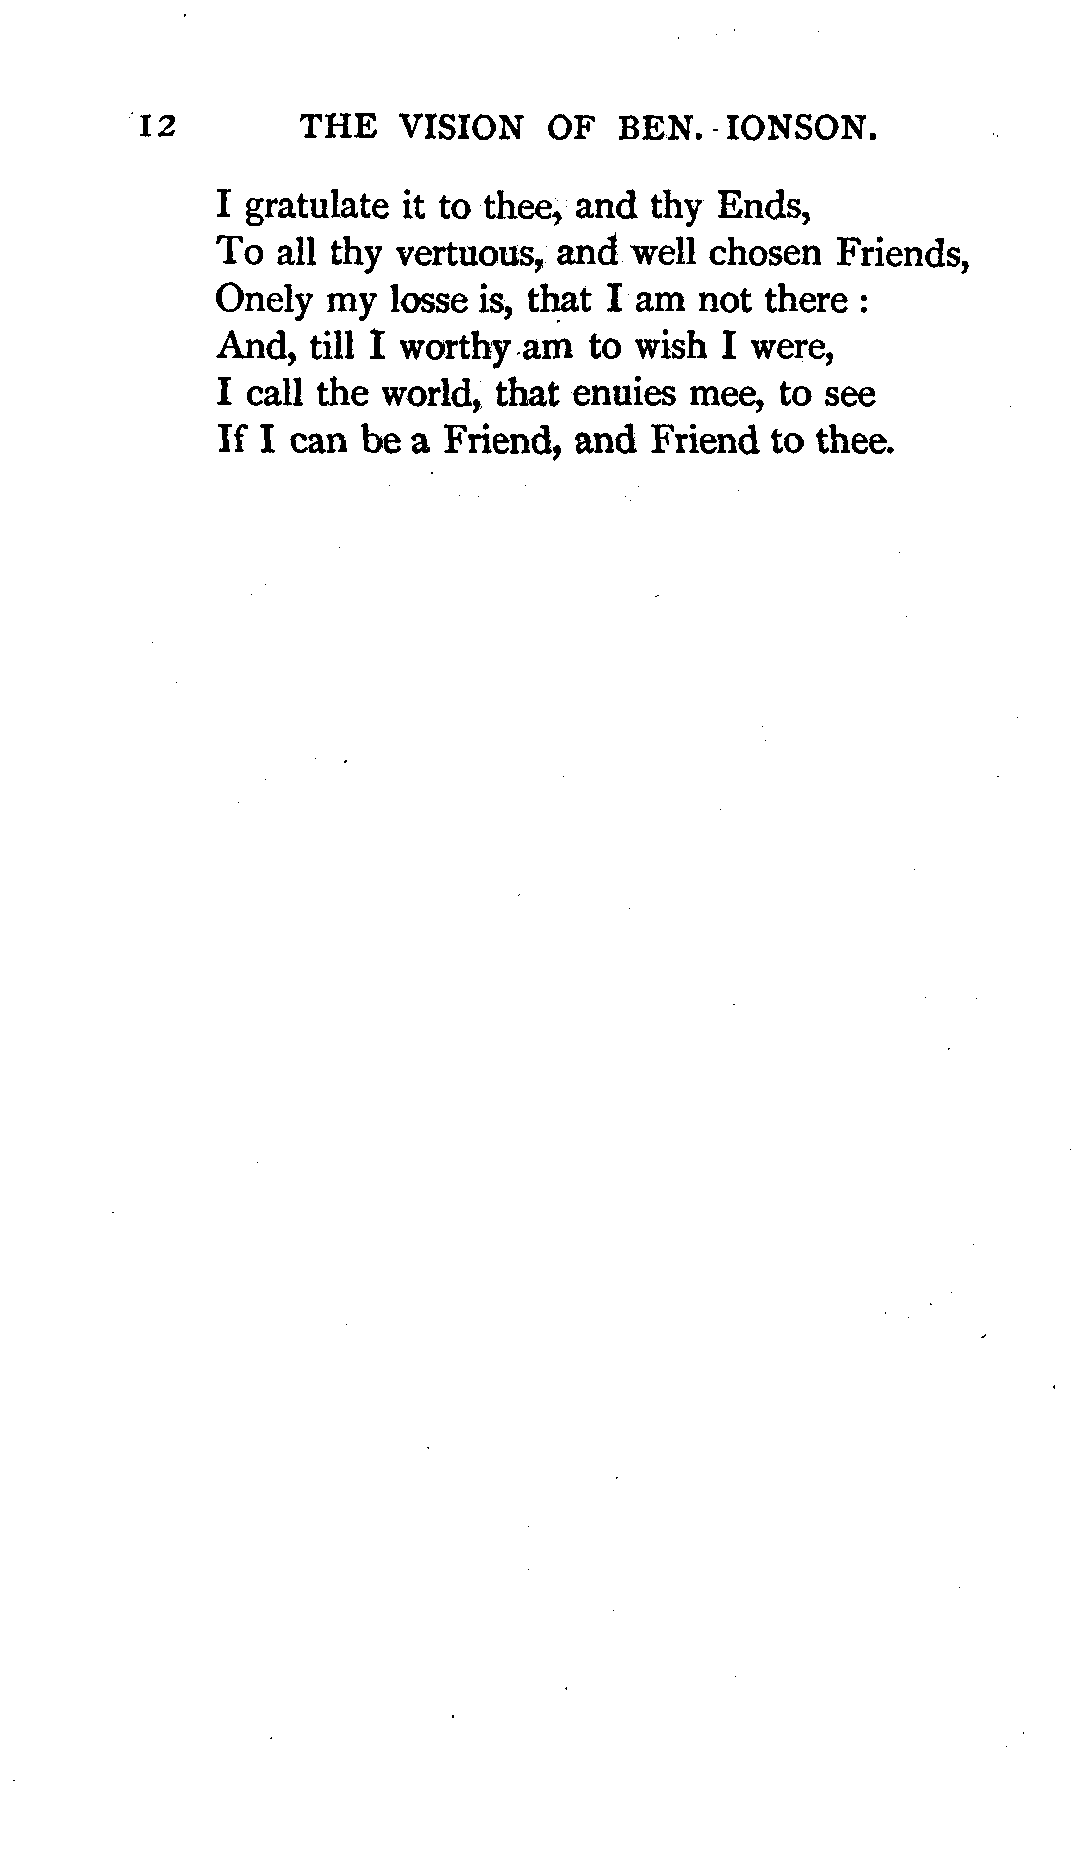 12 THE VISION OF BEN. IONSON.
I gratulate it to thee, and thy Ends,
To all thy vertuous, and well chosen Friends,
Onely my losse is, that I am not there :
And, till I worthy am to wish I were,
I call the world, that enuies mee, to see
If I can be a Friend, and Friend to thee.